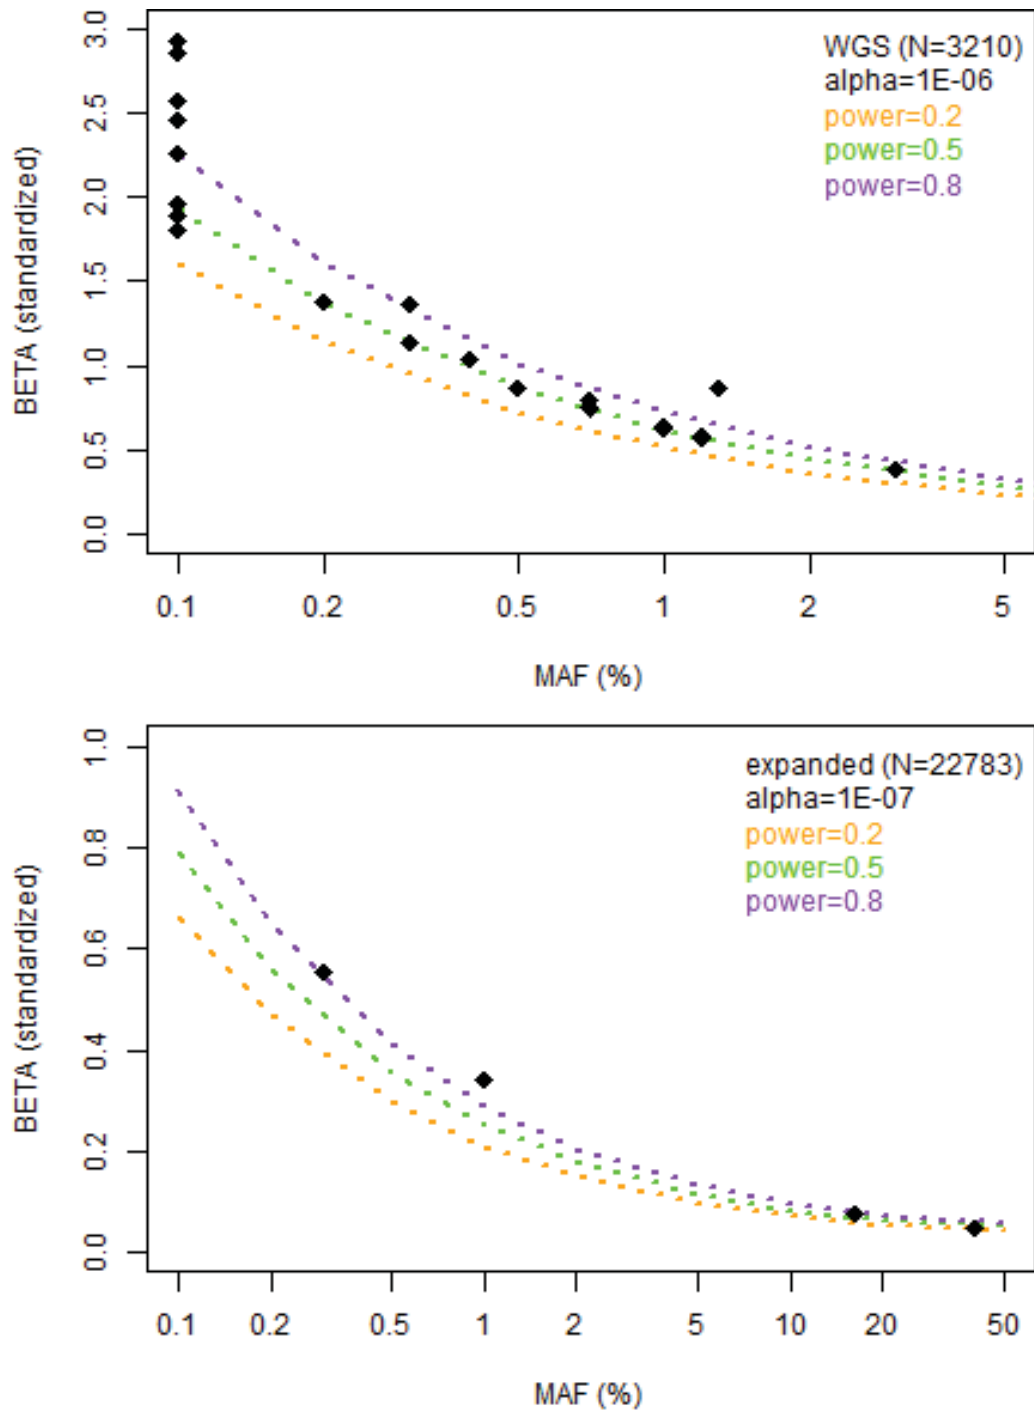 WGS (N=3210)
alpha=1E-06
power=0.2
power=0.5
power=0.8
BETA (standardized)
3.0
2.5
2.0
1.5
1.0
0.5
0.0
0.1 0.2 0.5 1 2 5
MAF (%)
expanded (N=22783)
alpha=1E-07
power=0.2
power=0.5
power=0.8
BETA (standardized)
1.0
0.8
0.6
0.4
0.2
0.0
0.1 0.2 0.5 1 2 5 10 20 50
MAF (%)